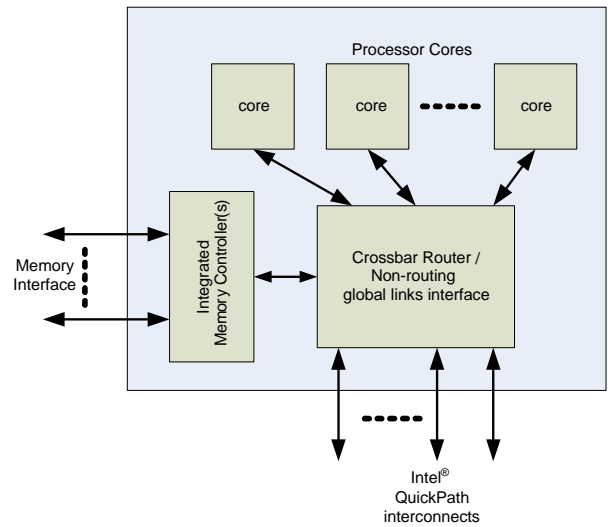 Processor Cores
core
core
core
Memory
Interface
Integrated
Memory Controller(s)
Crossbar Router /
Non-routing
global links interface
Intel®
QuickPath
interconnects